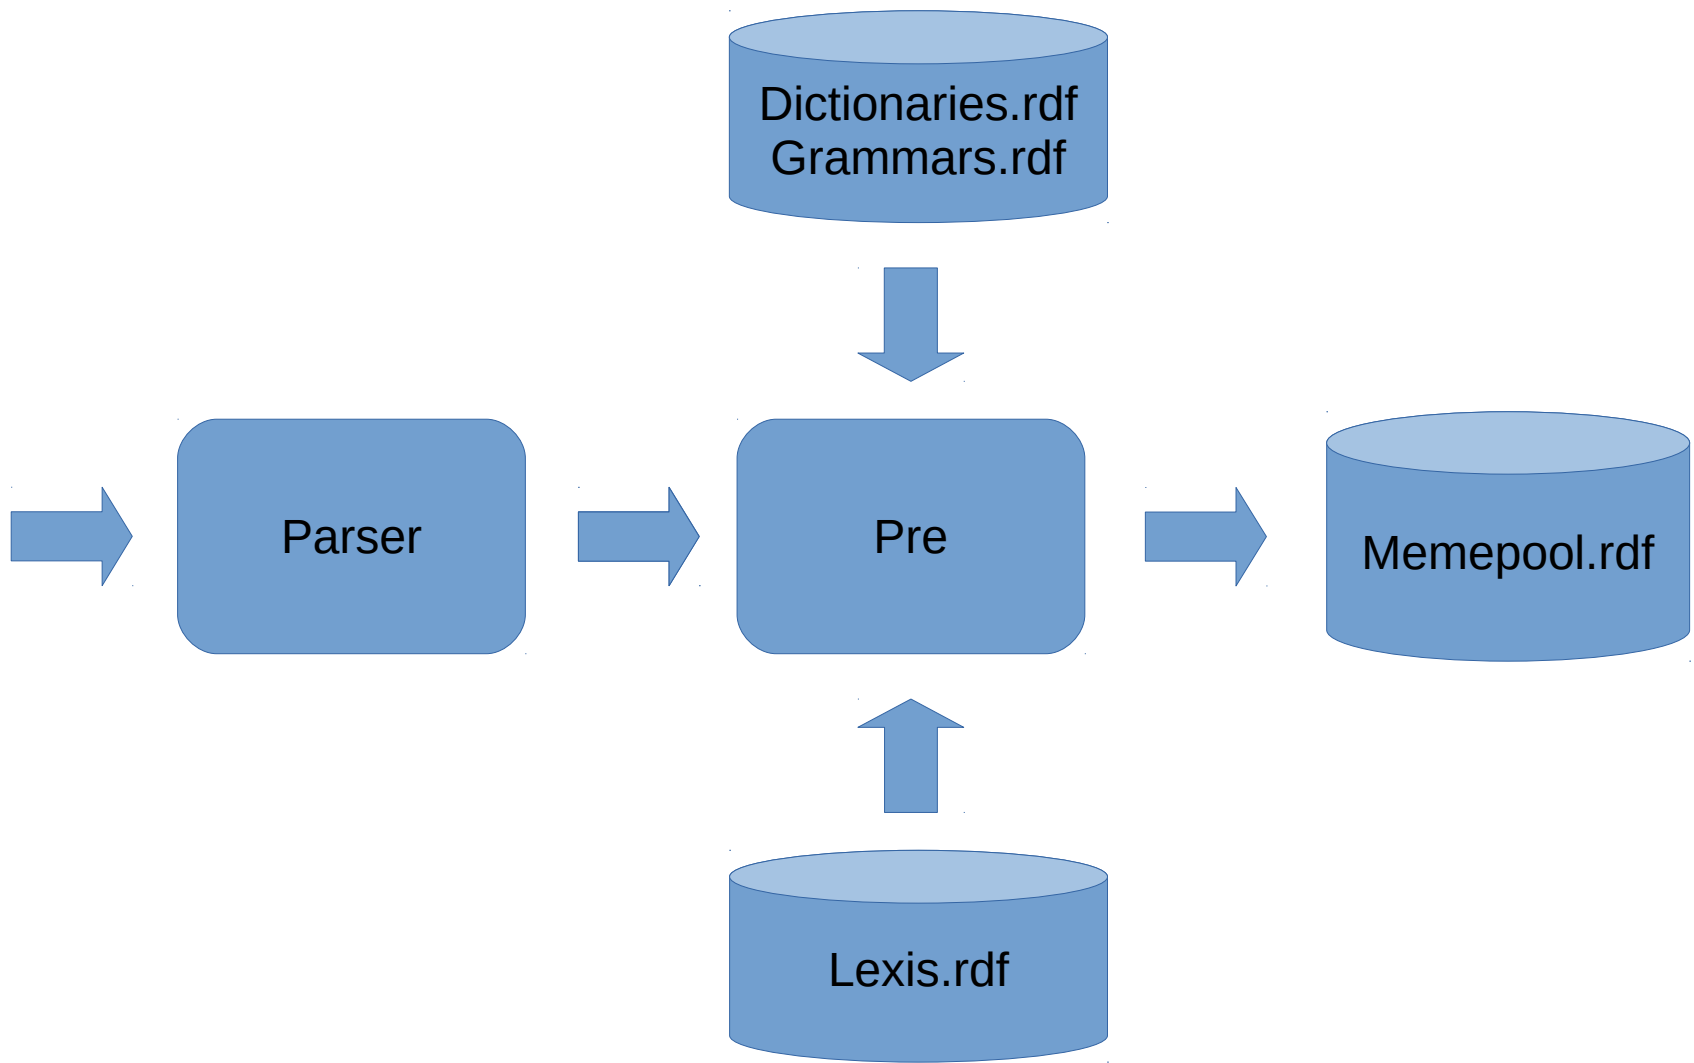 Dictionaries.rdf
Grammars.rdf
Parser
Pre
Memepool.rdf
Lexis.rdf